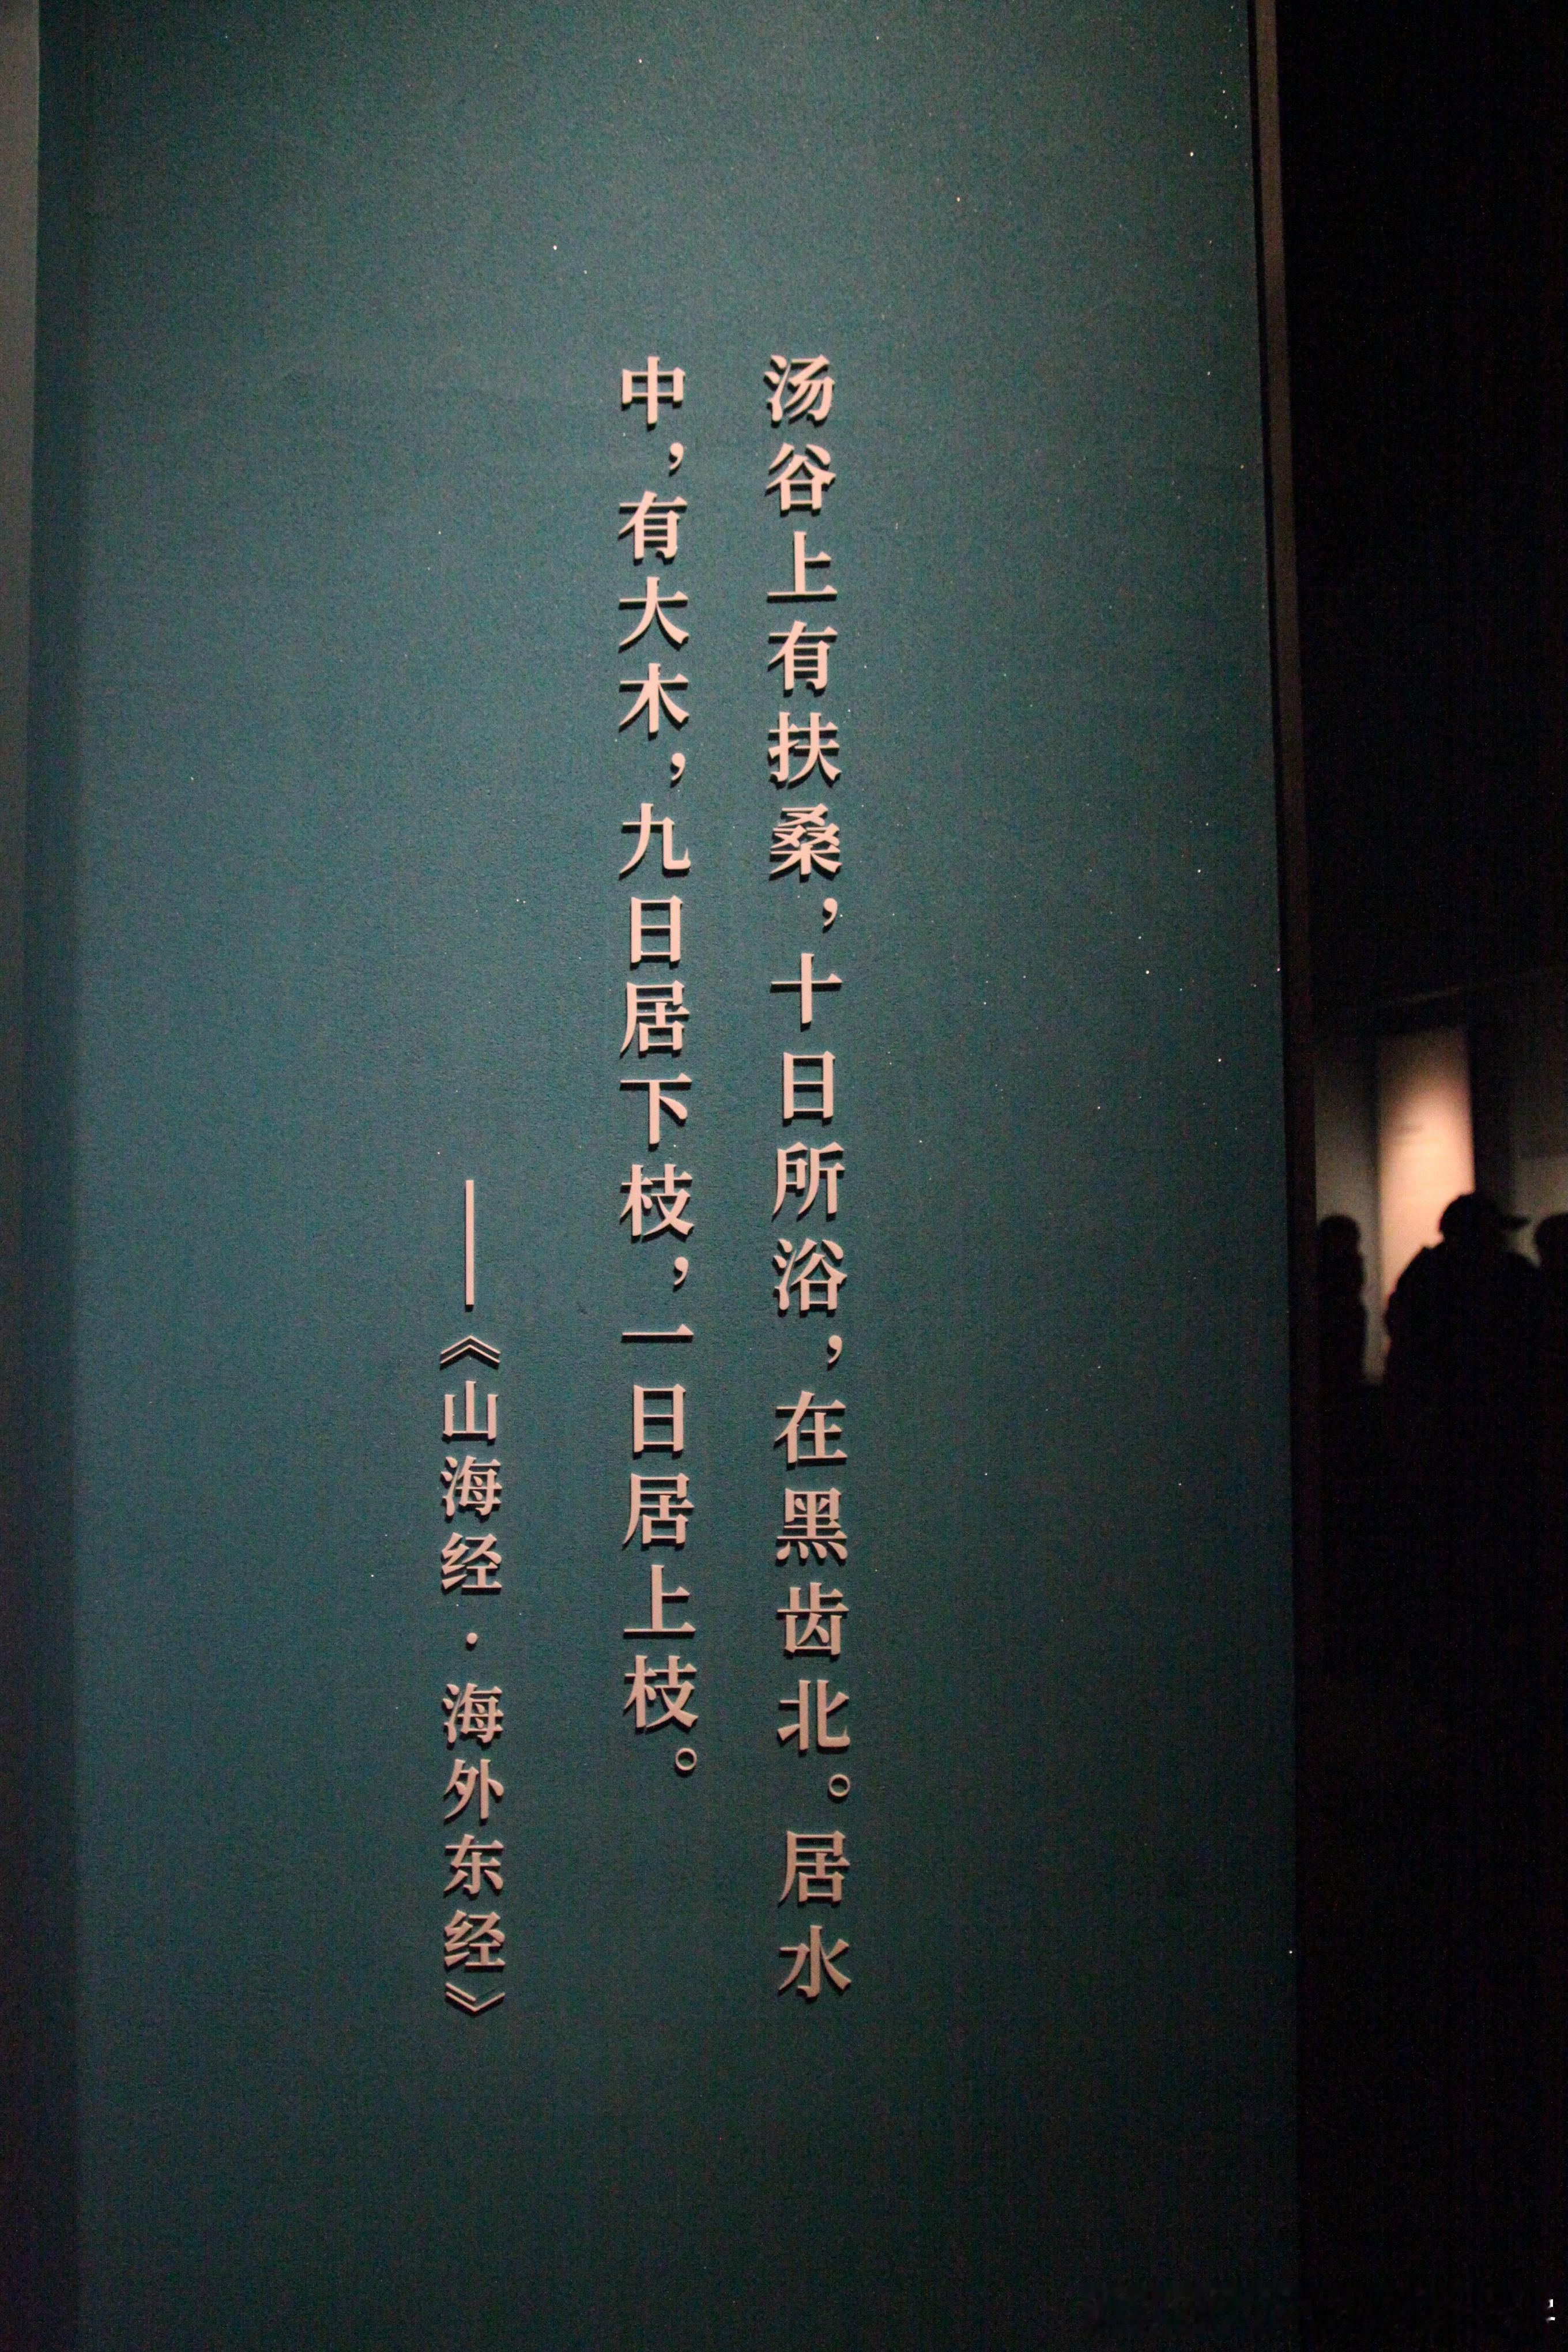 汤谷上有扶桑，十日所浴，在黑齿北。居水
中，有大木，九日居下枝，一日居上枝。
——《山海经·海外东经》